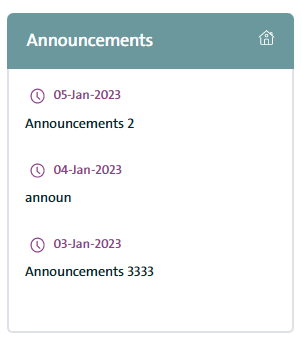 Announcements
05-Jan-2023
Announcements 2
04-Jan-2023
announ
03-Jan-2023
Announcements 3333